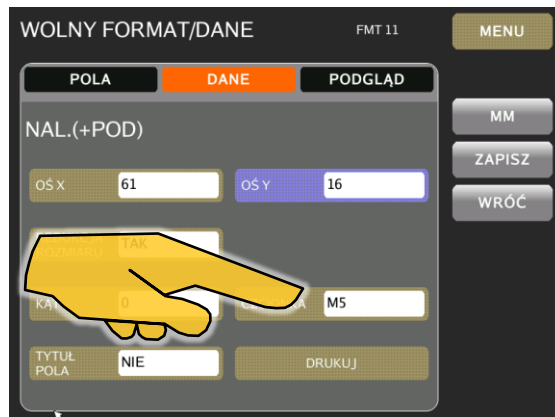 WOLNY FORMAT/DANE
FMT 11
MENU
POLA
DANE
PODGLĄD
NAL.(+POD)
MM
ZAPISZ
WRÓĆ
OŚ X
61
OŚ Y
16
TAK
0
M5
TYTUŁ
POLA
NIE
DRUKUJ